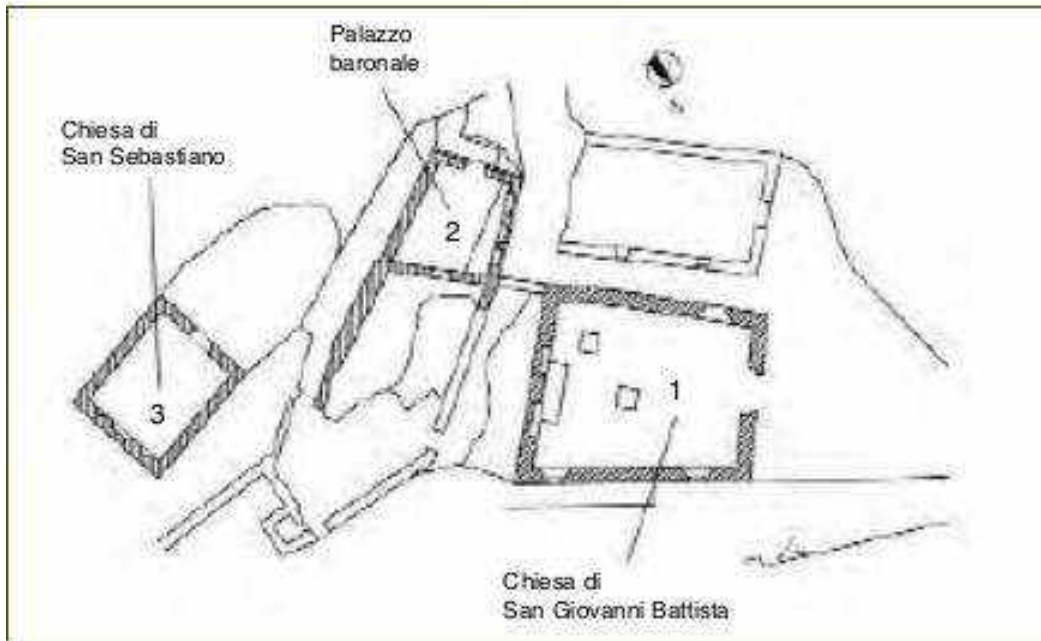 Palazzo
baronale
Chiesa di
San Sebastiano
2
1
3
Chiesa di
San Giovanni Battista